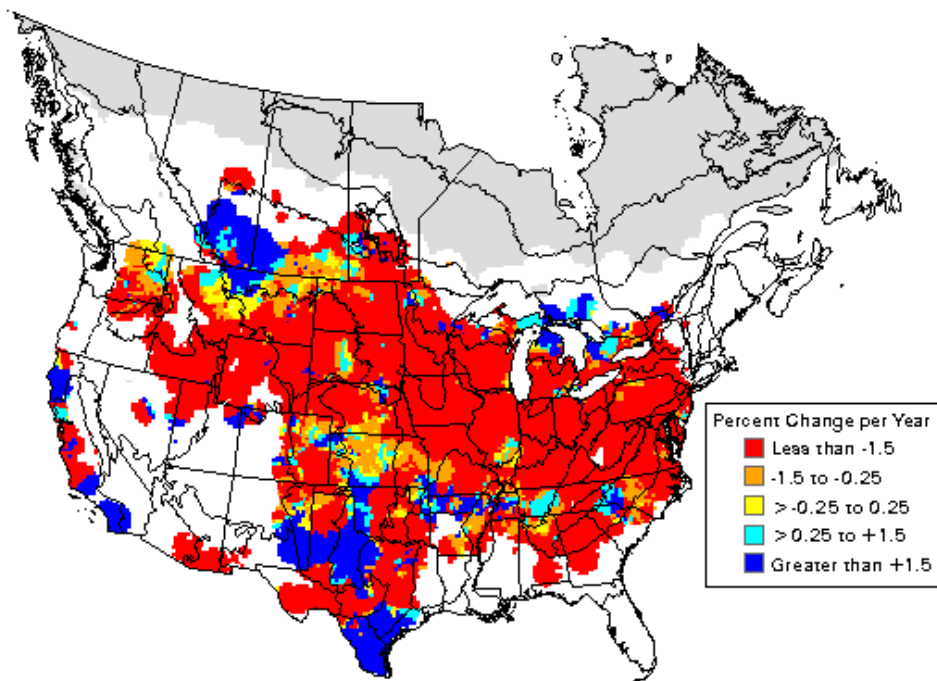 Percent Change per Year
Less than -1.5
-1.5 to -0.25
> -0.25 to 0.25
> 0.25 to +1.5
Greater than +1.5